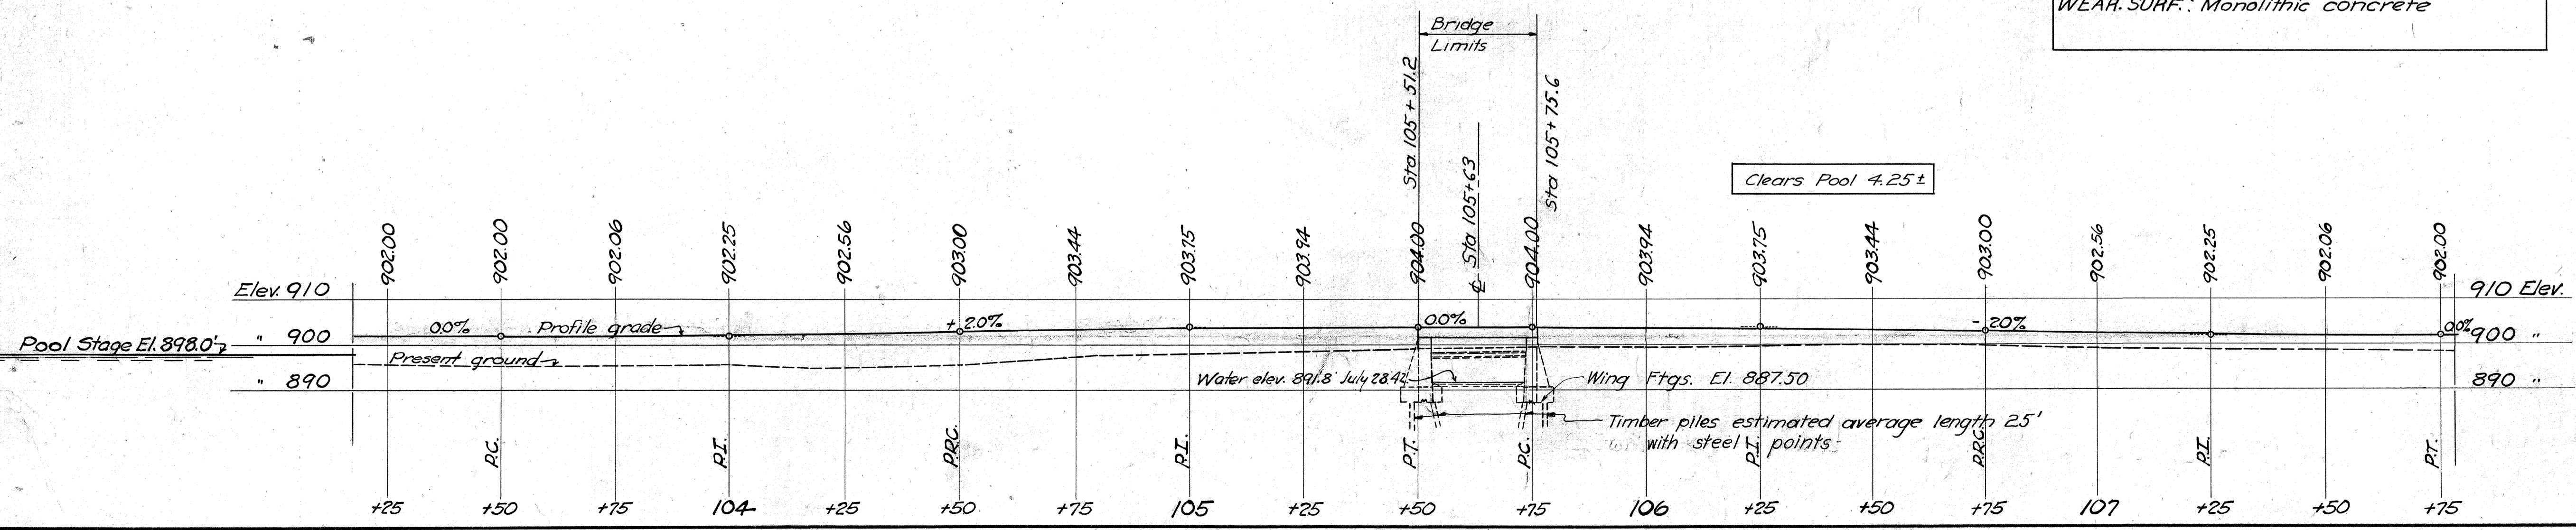 WEAR. SURF.: Monolithic concrete
Bridge
Limits
Sta. 105 + 51.2
℄ Sta 105+63
Sta 105+75.6
Clears Pool 4.25±
902.00
902.00
902.06
902.25
902.56
903.00
903.44
903.75
903.94
904.00
904.00
903.94
903.75
903.44
903.00
902.56
902.25
902.06
902.00
Elev. 910
910 Elev.
0.0%
Profile grade
+ 2.0%
0.0%
- 2.0%
0.0%
" 900
900 "
Pool Stage El. 898.0'
Present ground
" 890
890 "
Water elev. 891.8' July 28.42
Wing Ftgs. El. 887.50
Timber piles estimated average length 25'
with steel points
P.C.
P.I.
P.R.C.
P.I.
P.T.
P.C.
P.I.
P.R.C.
P.I.
P.T.
+25
+50
+75
104
+25
+50
+75
105
+25
+50
+75
106
+25
+50
+75
107
+25
+50
+75